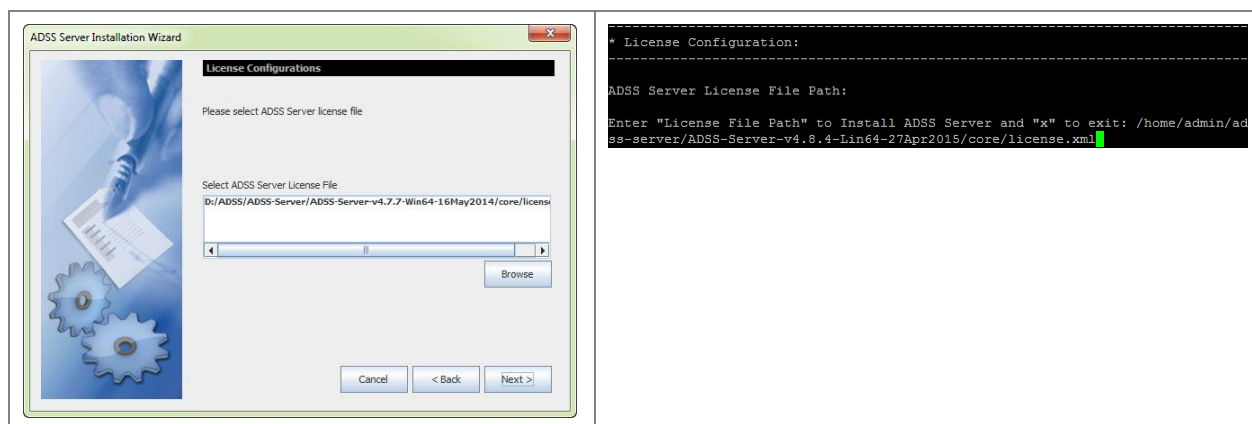 ADSS Server Installation Wizard
License Configurations
Please select ADSS Server license file
Select ADSS Server License File
D:/ADSS/ADSS-Server/ADSS-Server-v4.7.7-Win64-16May2014/core/license
Browse
Cancel
< Back
Next >
* License Configuration:
ADSS Server License File Path:
Enter "License File Path" to Install ADSS Server and "x" to exit: /home/admin/ad
ss-server/ADSS-Server-v4.8.4-Lin64-27Apr2015/core/license.xml